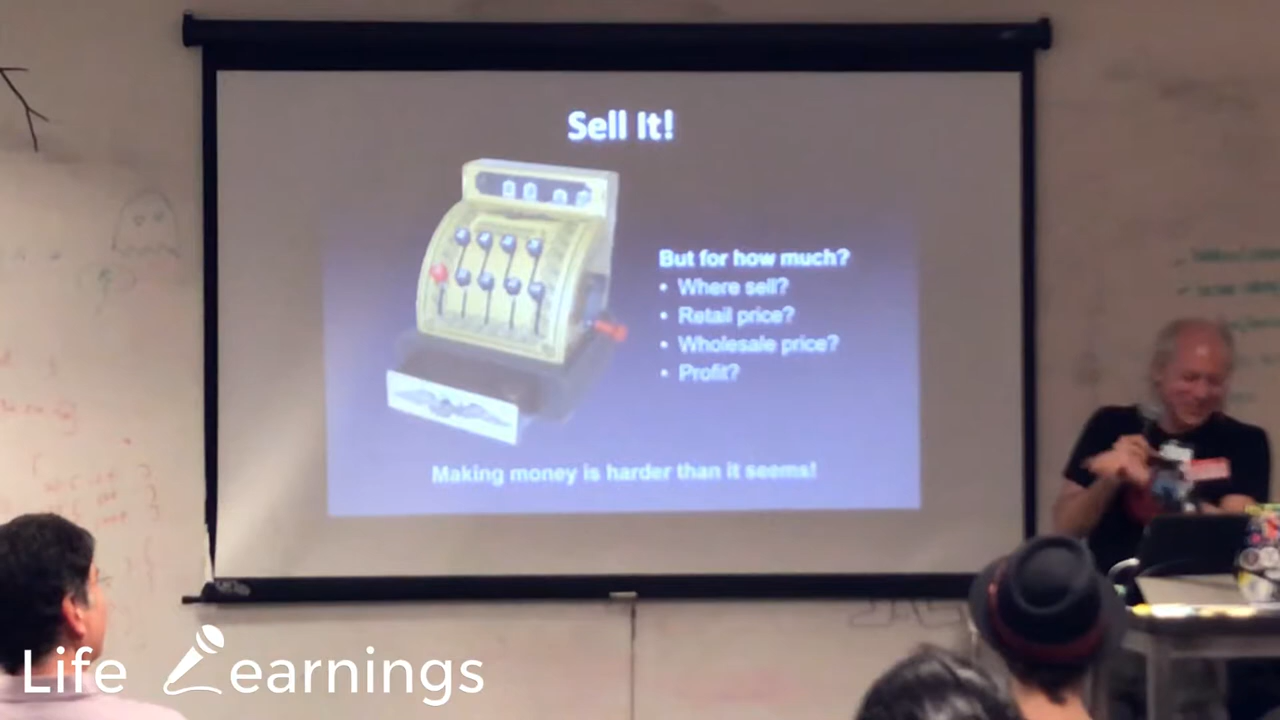 Sell It!
But for how much?
• Where sell?
• Retail price?
• Wholesale price?
• Profit?
Making money is harder than it seems!
Life Learnings